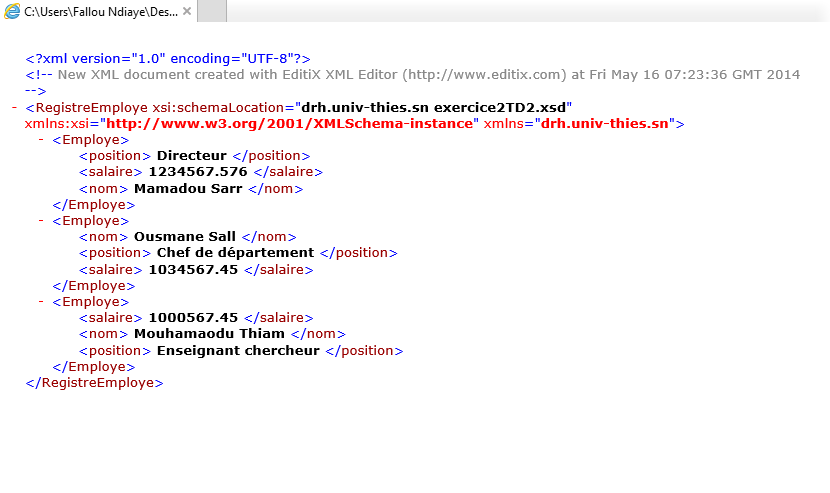 C:\Users\Fallou Ndiaye\Des...
<?xml version="1.0" encoding="UTF-8"?>
<!-- New XML document created with EditiX XML Editor (http://www.editix.com) at Fri May 16 07:23:36 GMT 2014
-->
- <RegistreEmploye xsi:schemaLocation="drh.univ-thies.sn exercice2TD2.xsd"
xmlns:xsi="http://www.w3.org/2001/XMLSchema-instance" xmlns="drh.univ-thies.sn">
- <Employe>
<position> Directeur </position>
<salaire> 1234567.576 </salaire>
<nom> Mamadou Sarr </nom>
</Employe>
- <Employe>
<nom> Ousmane Sall </nom>
<position> Chef de département </position>
<salaire> 1034567.45 </salaire>
</Employe>
- <Employe>
<salaire> 1000567.45 </salaire>
<nom> Mouhamaodu Thiam </nom>
<position> Enseignant chercheur </position>
</Employe>
</RegistreEmploye>